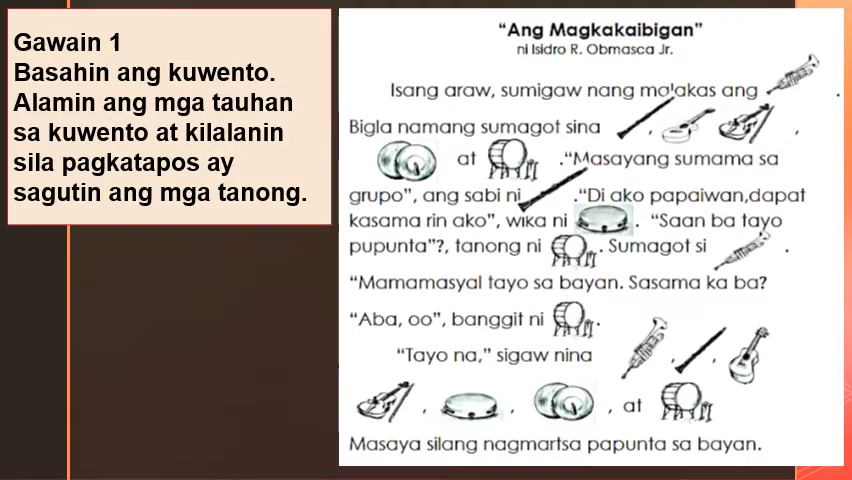 Gawain 1
Basahin ang kuwento.
Alamin ang mga tauhan
sa kuwento at kilalanin
sila pagkatapos ay
sagutin ang mga tanong.
“Ang Magkakaibigan”
ni Isidro R. Obmasca Jr.
Isang araw, sumigaw nang malakas ang .
Bigla namang sumagot sina , , ,
at .“Masayang sumama sa
grupo”, ang sabi ni .“Di ako papaiwan,dapat
kasama rin ako”, wika ni . “Saan ba tayo
pupunta”?, tanong ni . Sumagot si .
“Mamamasyal tayo sa bayan. Sasama ka ba?
“Aba, oo”, banggit ni .
“Tayo na,” sigaw nina , ,
, , , at
Masaya silang nagmartsa papunta sa bayan.